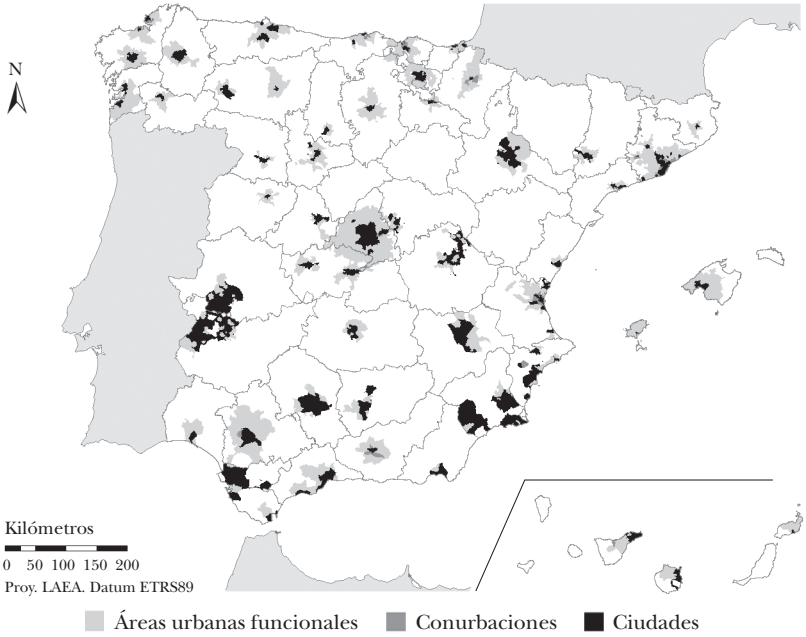 N
Kilómetros
0 50 100 150 200
Proy. LAEA. Datum ETRS89
Áreas urbanas funcionales Conurbaciones Ciudades